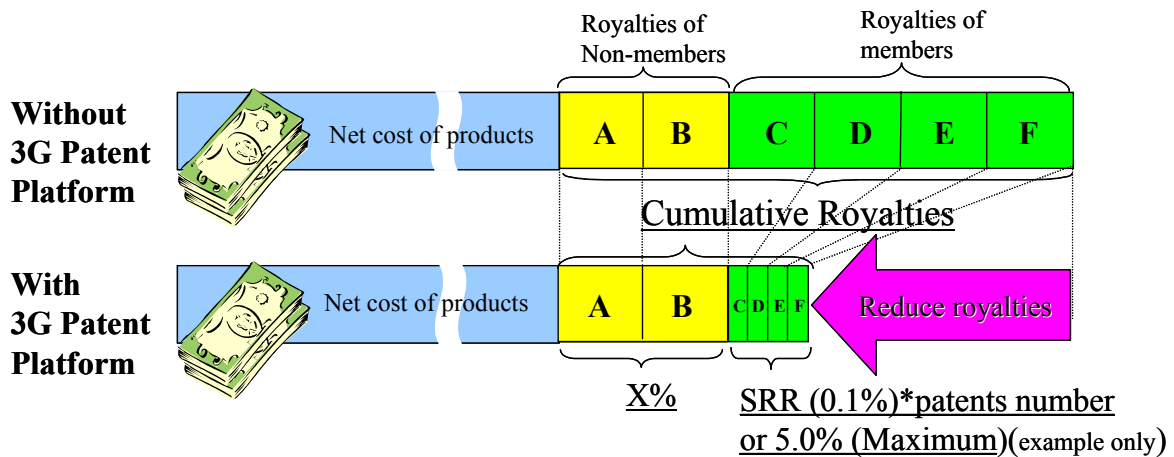 Royalties of
Non-members
Royalties of
members
Without
3G Patent
Platform
Net cost of products
A B C D E F
Cumulative Royalties
With
3G Patent
Platform
Net cost of products
A B C D E F
Reduce royalties
X%
SRR (0.1%)*patents number
or 5.0% (Maximum)(example only)